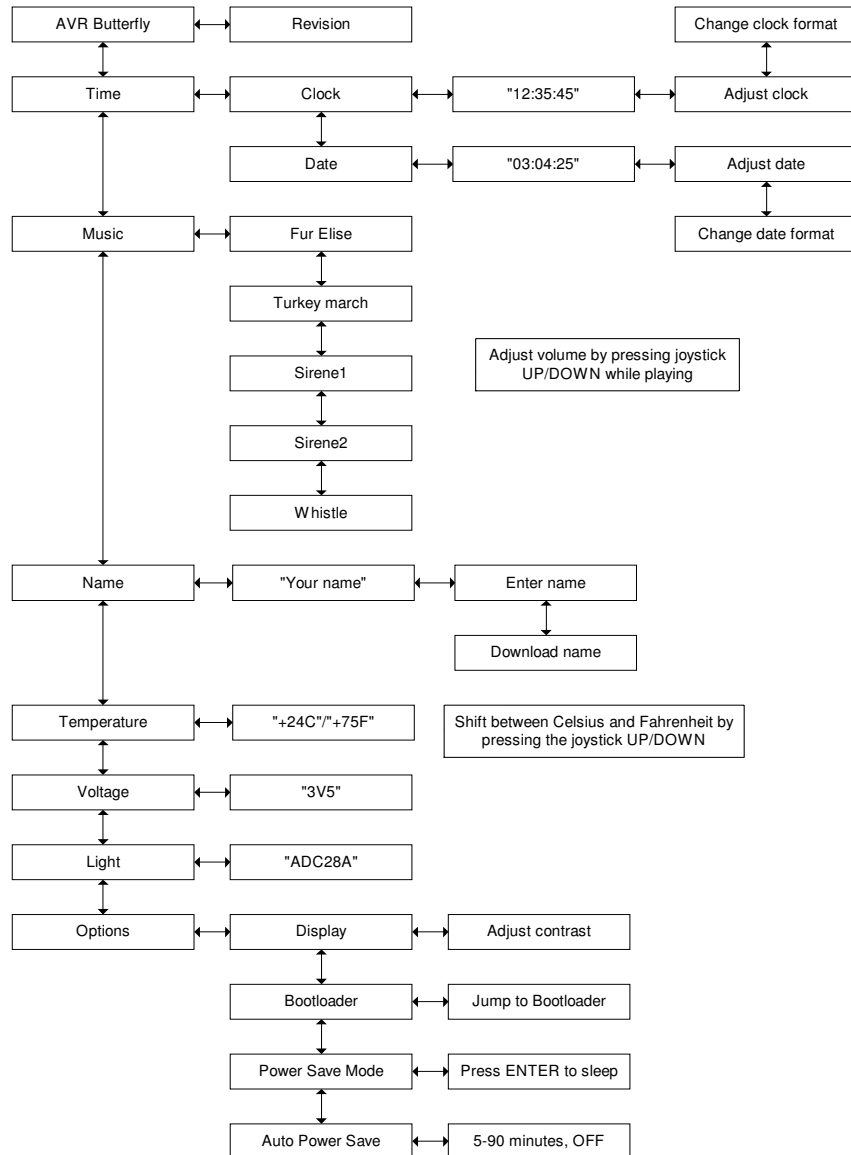 AVR Butterfly
Revision
Change clock format
Time
Clock
"12:35:45"
Adjust clock
Date
"03:04:25"
Adjust date
Music
Fur Elise
Change date format
Turkey march
Adjust volume by pressing joystick
UP/DOWN while playing
Sirene1
Sirene2
Whistle
Name
"Your name"
Enter name
Download name
Temperature
"+24C"/"+75F"
Shift between Celsius and Fahrenheit by
pressing the joystick UP/DOWN
Voltage
"3V5"
Light
"ADC28A"
Options
Display
Adjust contrast
Bootloader
Jump to Bootloader
Power Save Mode
Press ENTER to sleep
Auto Power Save
5-90 minutes, OFF